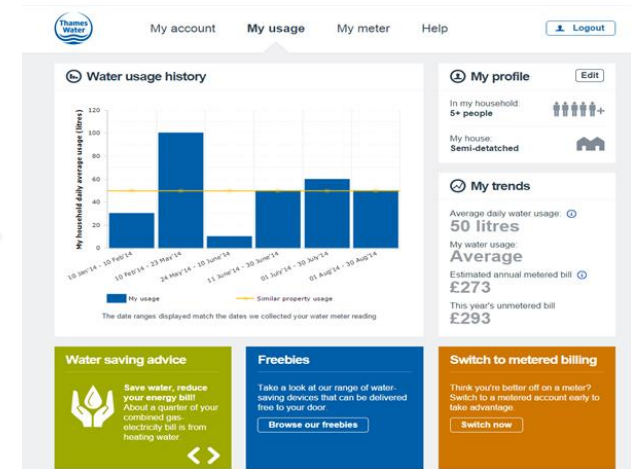 Thames
Water
My account
My usage
My meter
Help
Logout
Water usage history
My household daily average usage (litres)
120
100
80
60
40
20
0
10 Jan'14 - 10 Feb'14
10 Feb'14 - 23 May'14
24 May'14 - 10 June'14
11 June'14 - 30 June'14
01 July'14 - 30 July'14
01 Aug'14 - 30 Aug'14
My usage
Similar property usage
The date ranges displayed match the dates we collected your water meter reading
My profile
Edit
In my household:
5+ people
My house:
Semi-detatched
My trends
Average daily water usage:
50 litres
My water usage:
Average
Estimated annual metered bill
£273
This year's unmetered bill
£293
Water saving advice
Save water, reduce
your energy bill!
About a quarter of your
combined gas-
electricity bill is from
heating water.
Freebies
Take a look at our range of water-
saving devices that can be delivered
free to your door.
Browse our freebies
Switch to metered billing
Think you're better off on a meter?
Switch to a metered account early to
take advantage.
Switch now